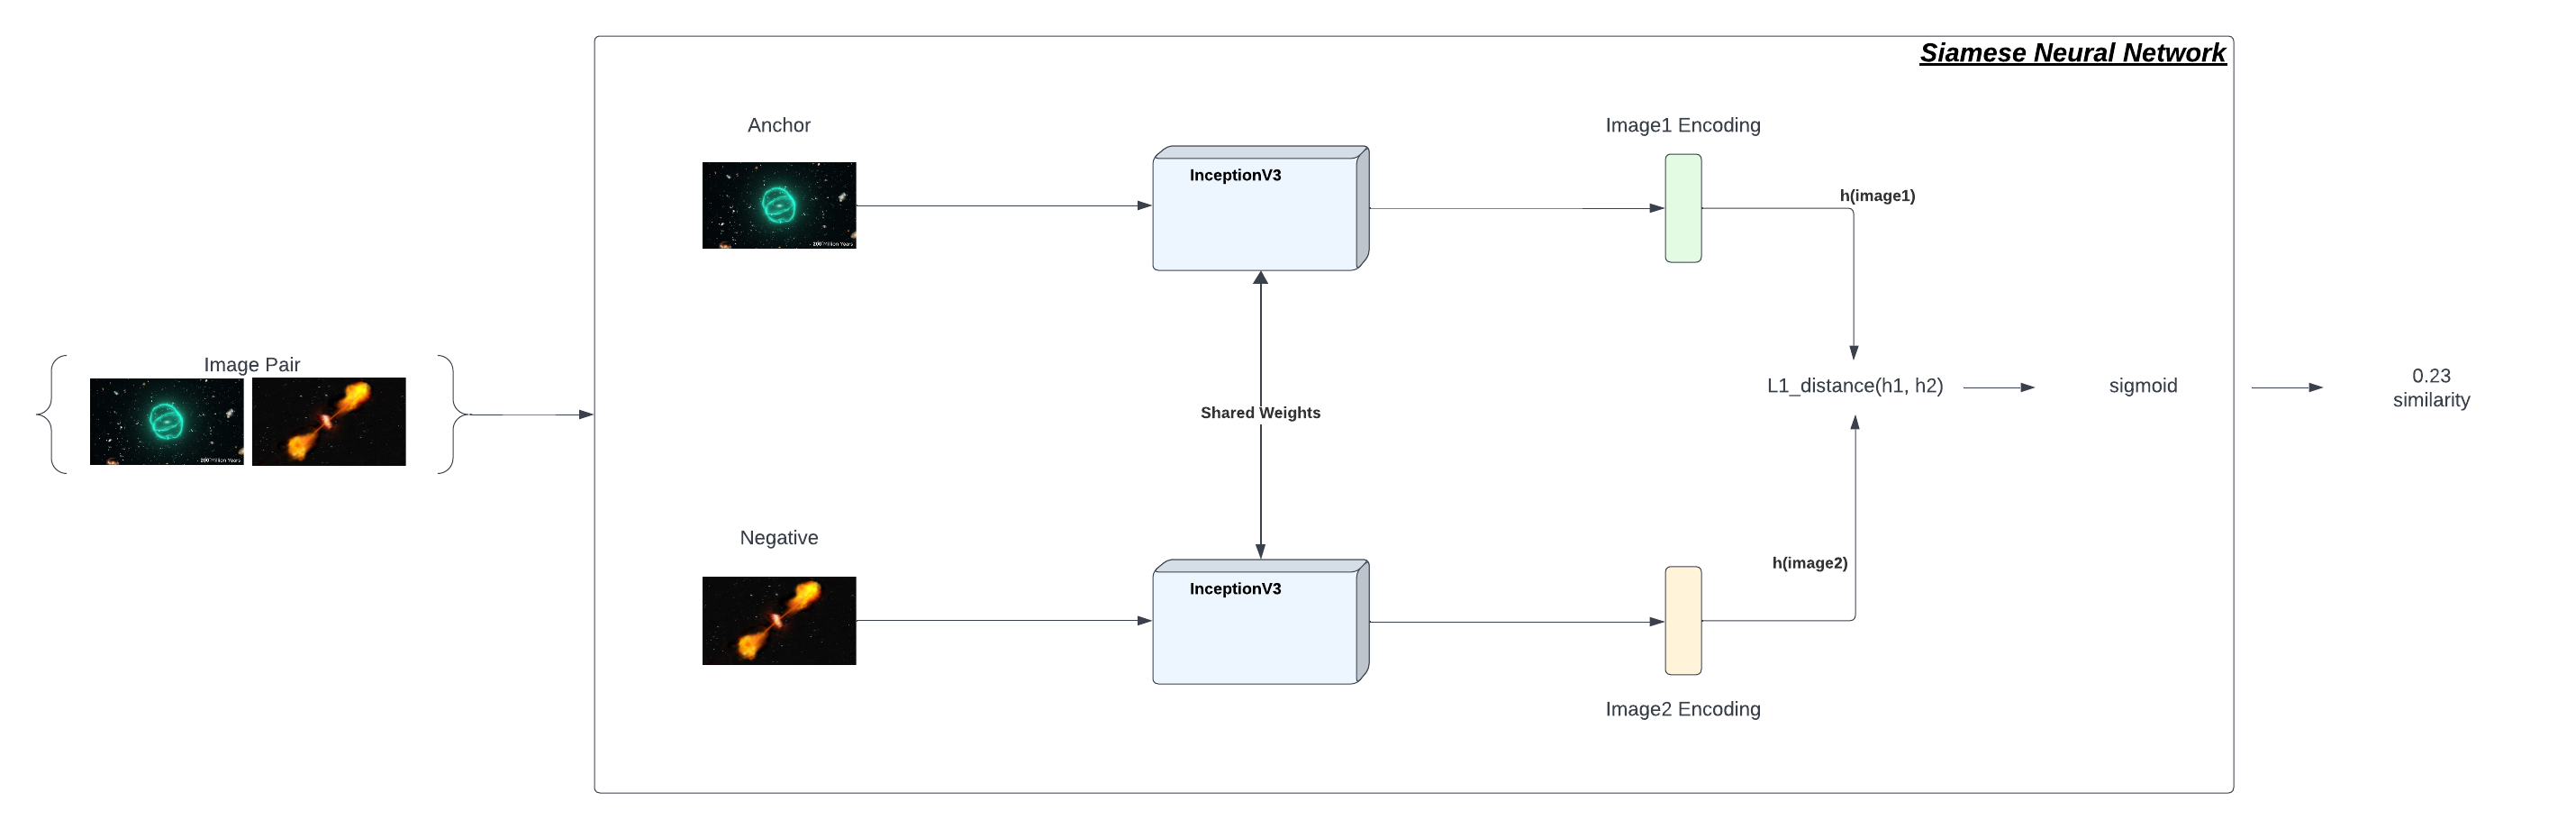 Siamese Neural Network
Anchor
Image1 Encoding
InceptionV3
h(image1)
Image Pair
L1_distance(h1, h2)
sigmoid
0.23
similarity
Shared Weights
Negative
h(image2)
InceptionV3
Image2 Encoding